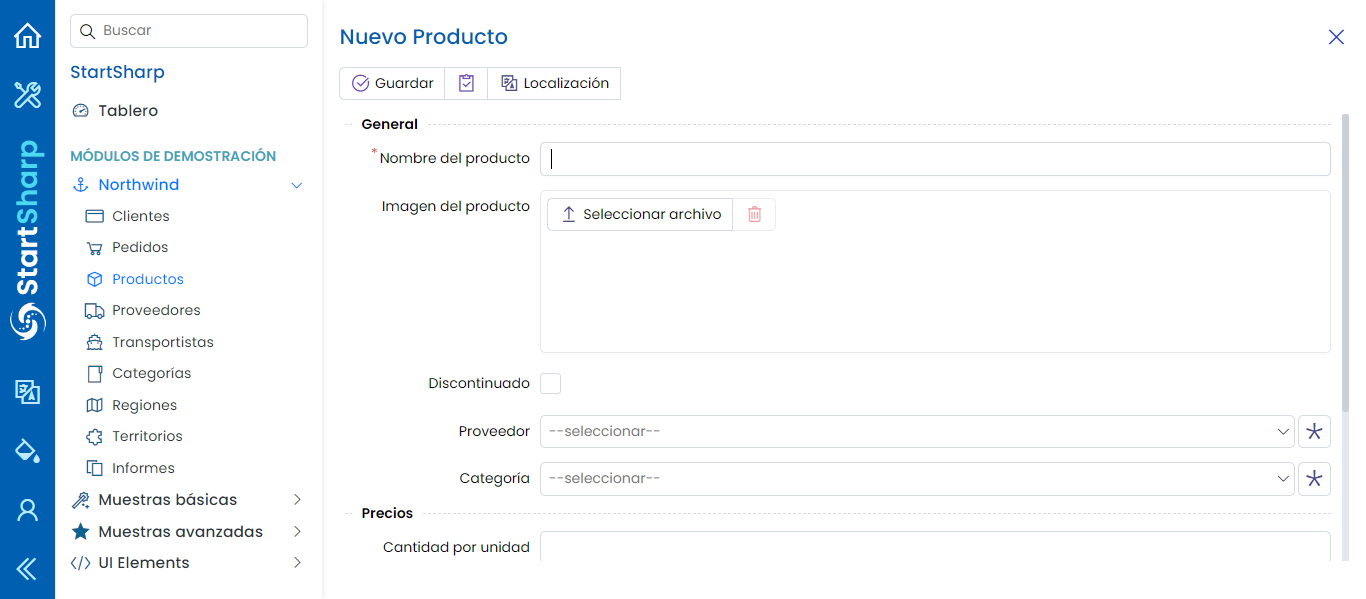 StartSharp
Buscar
StartSharp
Tablero
MÓDULOS DE DEMOSTRACIÓN
Northwind
Clientes
Pedidos
Productos
Proveedores
Transportistas
Categorías
Regiones
Territorios
Informes
Muestras básicas
Muestras avanzadas
UI Elements
Nuevo Producto
Guardar
Localización
General
*Nombre del producto
Imagen del producto
Seleccionar archivo
Discontinuado
Proveedor
--seleccionar--
Categoría
--seleccionar--
Precios
Cantidad por unidad